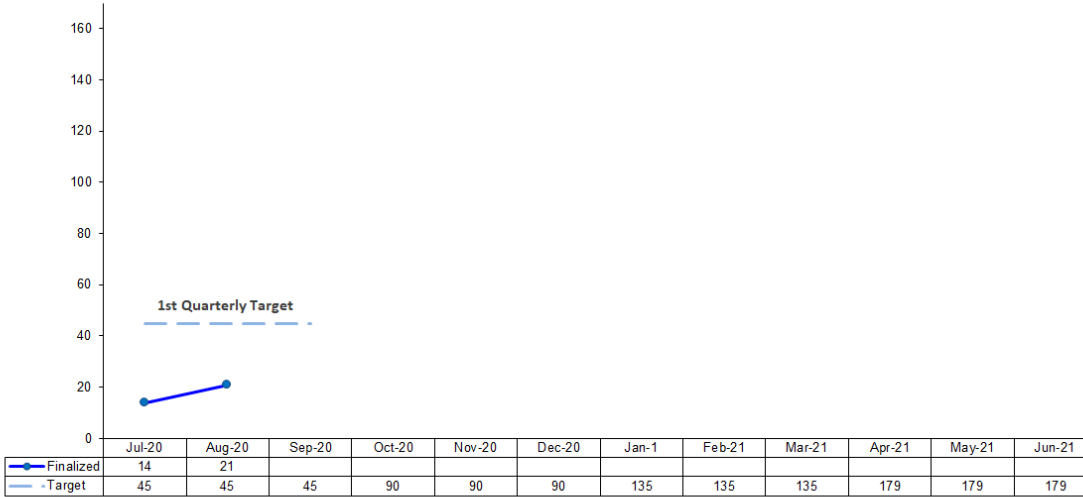 160
140
120
100
80
60
1st Quarterly Target
40
20
0
Jul-20 Aug-20 Sep-20 Oct-20 Nov-20 Dec-20 Jan-1 Feb-21 Mar-21 Apr-21 May-21 Jun-21
Finalized 14 21
Target 45 45 45 90 90 90 135 135 135 179 179 179